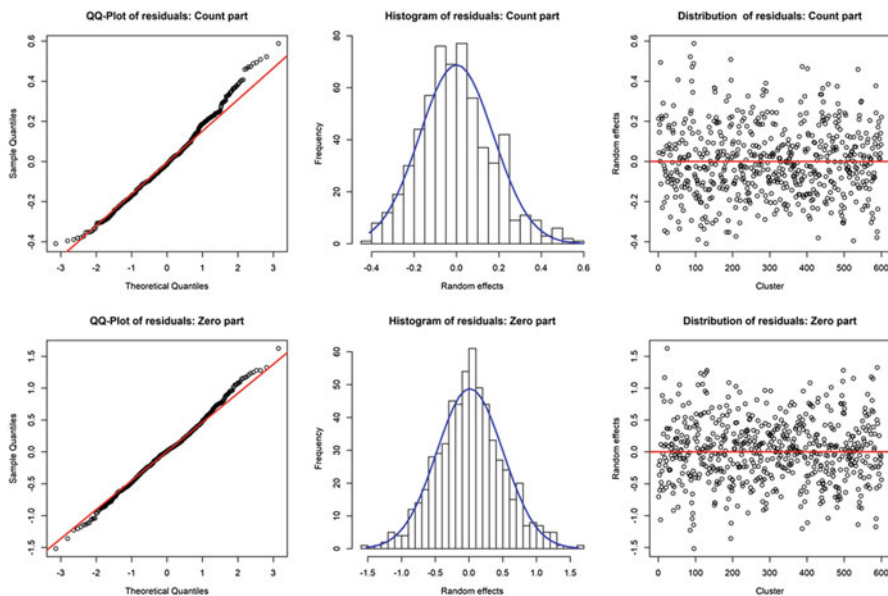 QQ-Plot of residuals: Count part
Sample Quantiles
0.6
0.4
0.2
0.0
-0.2
-0.4
-3 -2 -1 0 1 2 3
Theoretical Quantiles
Histogram of residuals: Count part
Frequency
80
60
40
20
0
-0.4 -0.2 0.0 0.2 0.4 0.6
Random effects
Distribution of residuals: Count part
Random effects
0.6
0.4
0.2
0.0
-0.2
-0.4
0 100 200 300 400 500 600
Cluster
QQ-Plot of residuals: Zero part
Sample Quantiles
1.5
1.0
0.5
0.0
-0.5
-1.0
-1.5
-3 -2 -1 0 1 2 3
Theoretical Quantiles
Histogram of residuals: Zero part
Frequency
60
50
40
30
20
10
0
-1.5 -1.0 -0.5 0.0 0.5 1.0 1.5
Random effects
Distribution of residuals: Zero part
Random effects
1.5
1.0
0.5
0.0
-0.5
-1.0
-1.5
0 100 200 300 400 500 600
Cluster